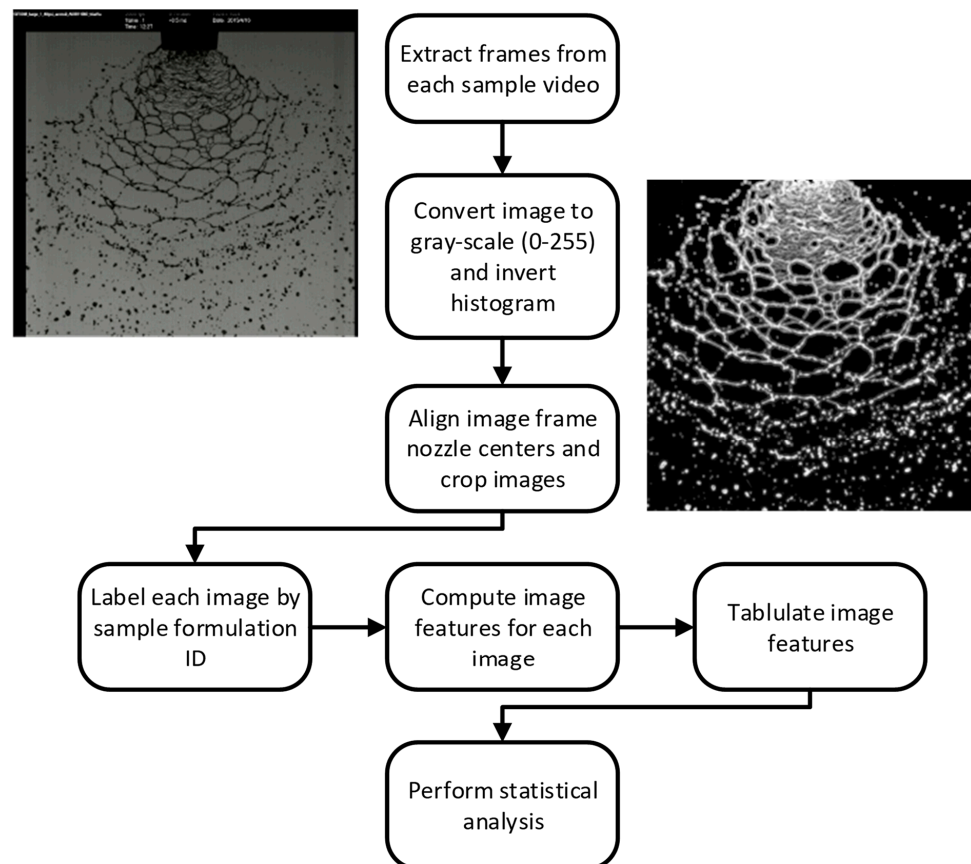 Extract frames from
each sample video
Convert image to
gray-scale (0-255)
and invert
histogram
Align image frame
nozzle centers and
crop images
Label each image by
sample formulation
ID
Compute image
features for each
image
Tablulate image
features
Perform statistical
analysis